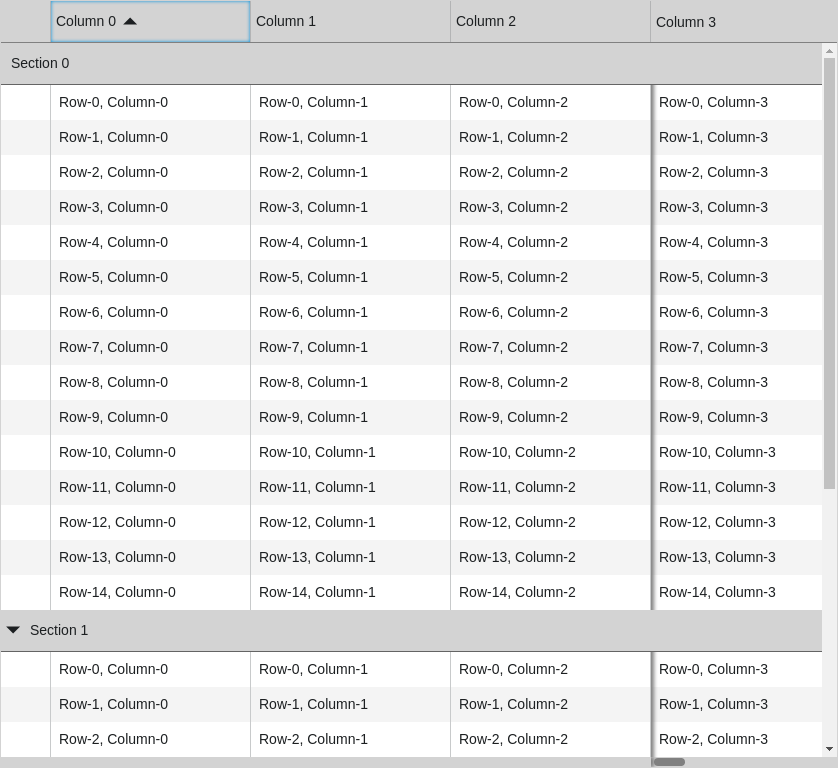 Column 0 Column 1 Column 2 Column 3
Section 0
Row-0, Column-0 Row-0, Column-1 Row-0, Column-2 Row-0, Column-3
Row-1, Column-0 Row-1, Column-1 Row-1, Column-2 Row-1, Column-3
Row-2, Column-0 Row-2, Column-1 Row-2, Column-2 Row-2, Column-3
Row-3, Column-0 Row-3, Column-1 Row-3, Column-2 Row-3, Column-3
Row-4, Column-0 Row-4, Column-1 Row-4, Column-2 Row-4, Column-3
Row-5, Column-0 Row-5, Column-1 Row-5, Column-2 Row-5, Column-3
Row-6, Column-0 Row-6, Column-1 Row-6, Column-2 Row-6, Column-3
Row-7, Column-0 Row-7, Column-1 Row-7, Column-2 Row-7, Column-3
Row-8, Column-0 Row-8, Column-1 Row-8, Column-2 Row-8, Column-3
Row-9, Column-0 Row-9, Column-1 Row-9, Column-2 Row-9, Column-3
Row-10, Column-0 Row-10, Column-1 Row-10, Column-2 Row-10, Column-3
Row-11, Column-0 Row-11, Column-1 Row-11, Column-2 Row-11, Column-3
Row-12, Column-0 Row-12, Column-1 Row-12, Column-2 Row-12, Column-3
Row-13, Column-0 Row-13, Column-1 Row-13, Column-2 Row-13, Column-3
Row-14, Column-0 Row-14, Column-1 Row-14, Column-2 Row-14, Column-3
Section 1
Row-0, Column-0 Row-0, Column-1 Row-0, Column-2 Row-0, Column-3
Row-1, Column-0 Row-1, Column-1 Row-1, Column-2 Row-1, Column-3
Row-2, Column-0 Row-2, Column-1 Row-2, Column-2 Row-2, Column-3